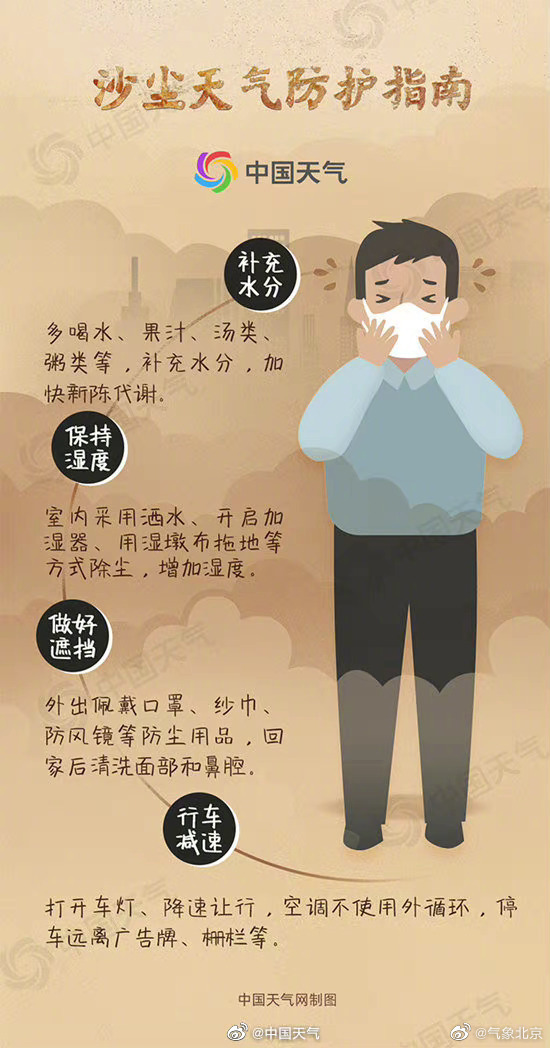 沙尘天气防护指南
中国天气
补充
水分
多喝水、果汁、汤类、
粥类等，补充水分，加
快新陈代谢。
保持
湿度
室内采用洒水、开启加
湿器、用湿墩布拖地等
方式除尘，增加湿度。
做好
遮挡
外出佩戴口罩、纱巾、
防风镜等防尘用品，回
家后清洗面部和鼻腔。
行车
减速
打开车灯、降速让行，空调不使用外循环，停
车远离广告牌、栅栏等。
中国天气网制图
@中国天气
@气象北京